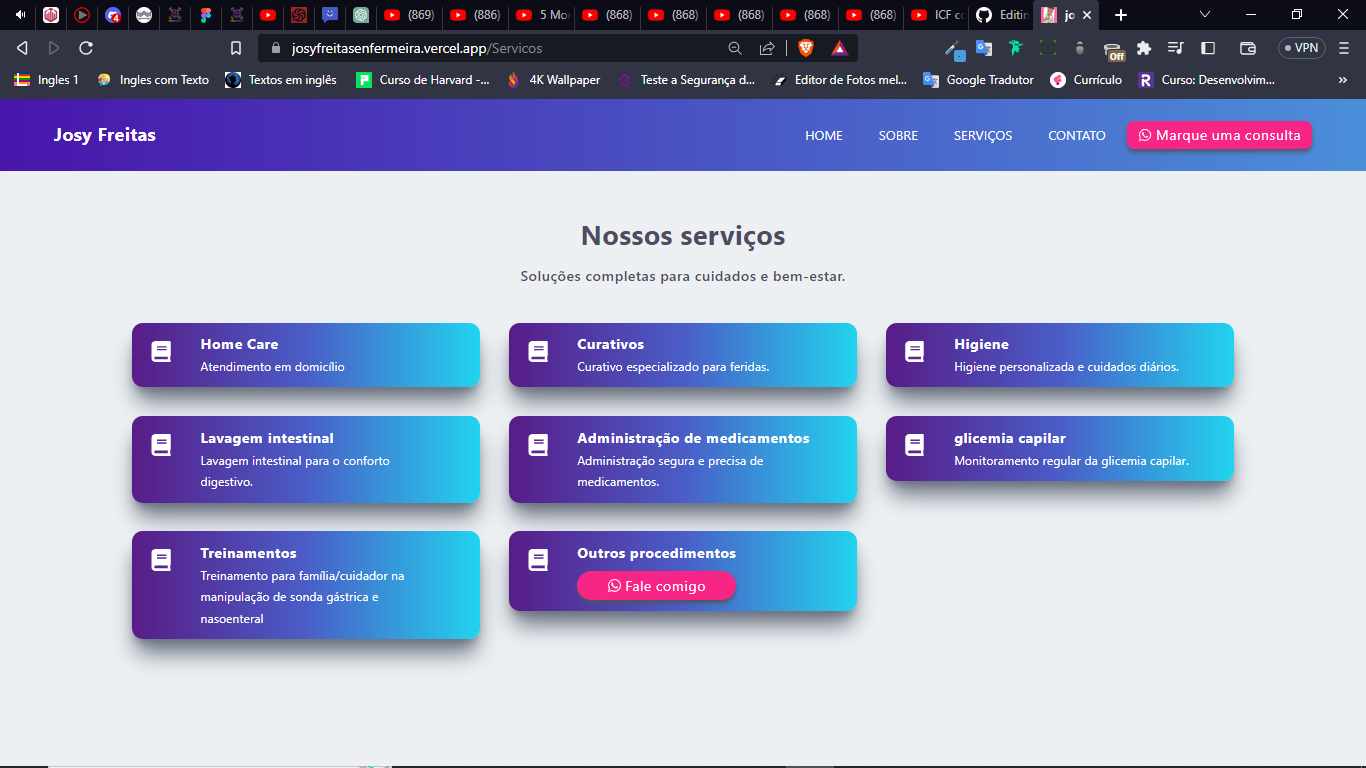 (869)
(886)
5 Mo
(868)
(868)
(868)
(868)
(868)
ICF c
Editin
jo
josyfreitasenfermeira.vercel.app/Servicos
Off
VPN
Ingles 1
Ingles com Texto
Textos em inglês
Curso de Harvard -...
4K Wallpaper
Teste a Segurança d...
Editor de Fotos mel...
Google Tradutor
Currículo
Curso: Desenvolvim...
Josy Freitas
HOME
SOBRE
SERVIÇOS
CONTATO
Marque uma consulta
Nossos serviços
Soluções completas para cuidados e bem-estar.
Home Care
Atendimento em domicílio
Curativos
Curativo especializado para feridas.
Higiene
Higiene personalizada e cuidados diários.
Lavagem intestinal
Lavagem intestinal para o conforto
digestivo.
Administração de medicamentos
Administração segura e precisa de
medicamentos.
glicemia capilar
Monitoramento regular da glicemia capilar.
Treinamentos
Treinamento para família/cuidador na
manipulação de sonda gástrica e
nasoenteral
Outros procedimentos
Fale comigo